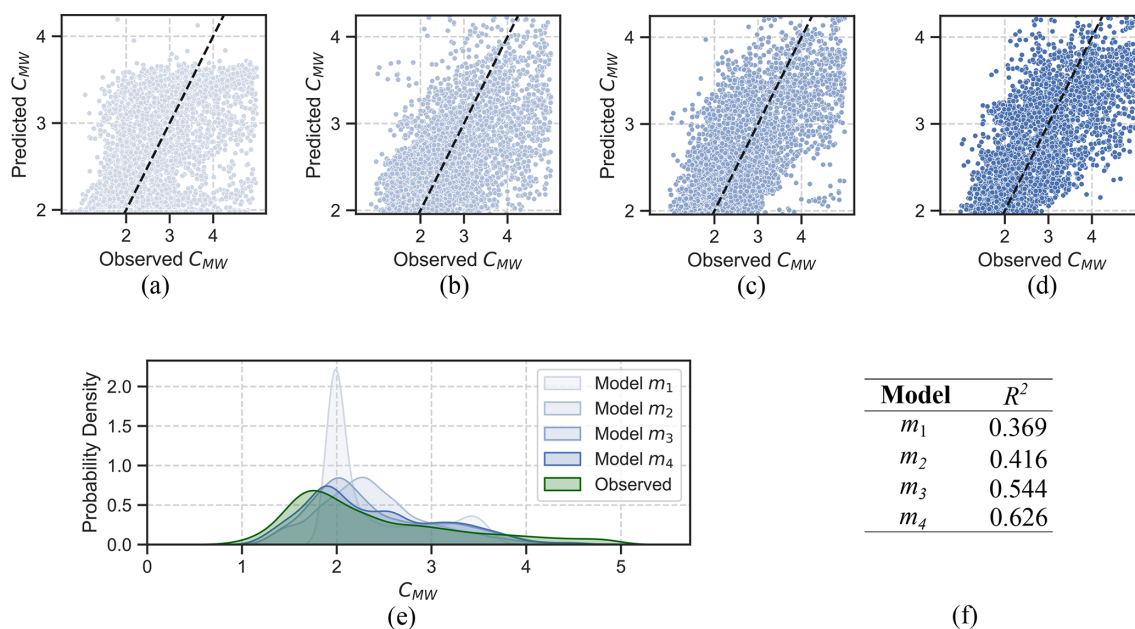 4
3
2
Predicted C_MW
2 3 4
Observed C_MW
(a)
4
3
2
Predicted C_MW
2 3 4
Observed C_MW
(b)
4
3
2
Predicted C_MW
2 3 4
Observed C_MW
(c)
4
3
2
Predicted C_MW
2 3 4
Observed C_MW
(d)
2.0
1.5
1.0
0.5
0.0
Probability Density
Model m₁
Model m₂
Model m₃
Model m₄
Observed
0 1 2 3 4 5
C_MW
(e)
Model R²
m₁ 0.369
m₂ 0.416
m₃ 0.544
m₄ 0.626
(f)